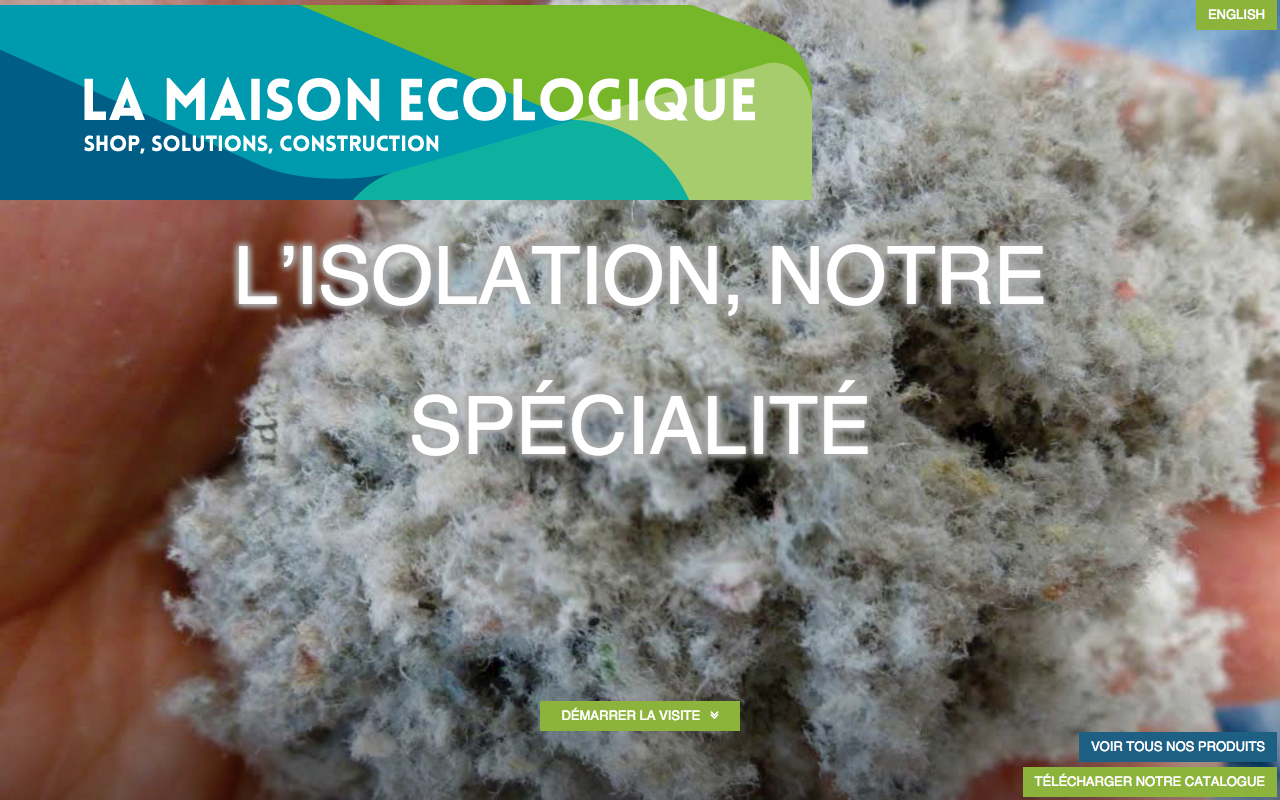 ENGLISH
LA MAISON ECOLOGIQUE
SHOP, SOLUTIONS, CONSTRUCTION
L’ISOLATION, NOTRE
SPÉCIALITÉ
DÉMARRER LA VISITE
VOIR TOUS NOS PRODUITS
TÉLÉCHARGER NOTRE CATALOGUE